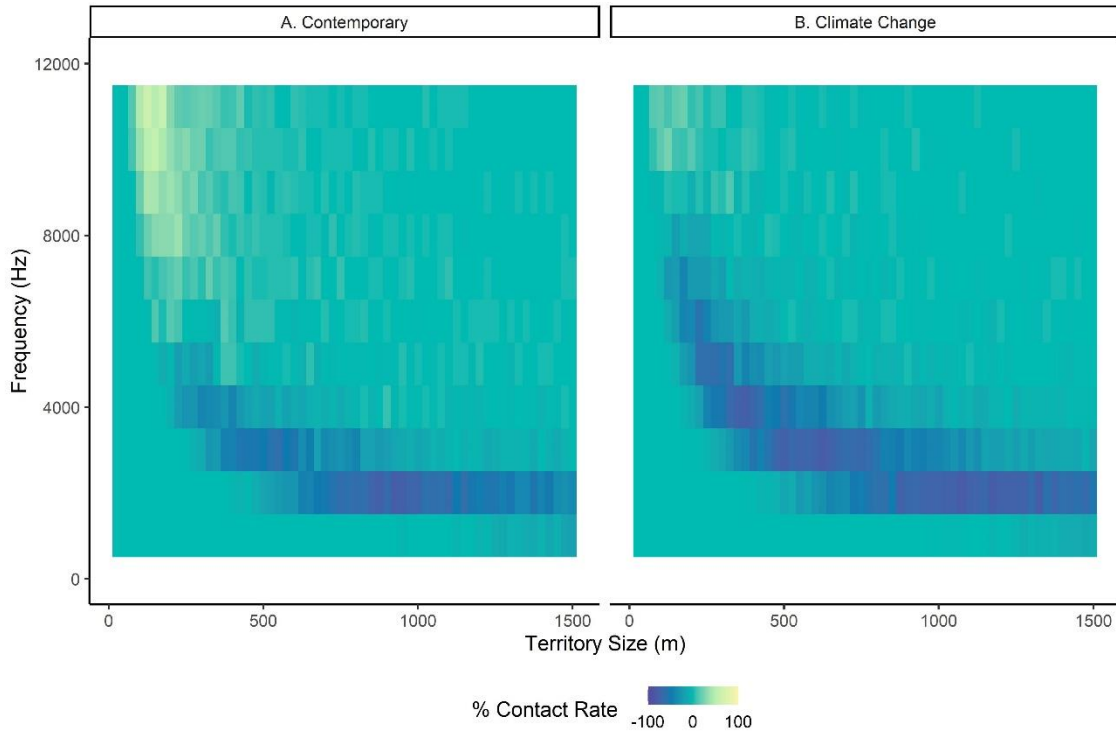 A. Contemporary
B. Climate Change
12000
8000
4000
0
Frequency (Hz)
0 500 1000 1500
0 500 1000 1500
Territory Size (m)
% Contact Rate
-100 0 100